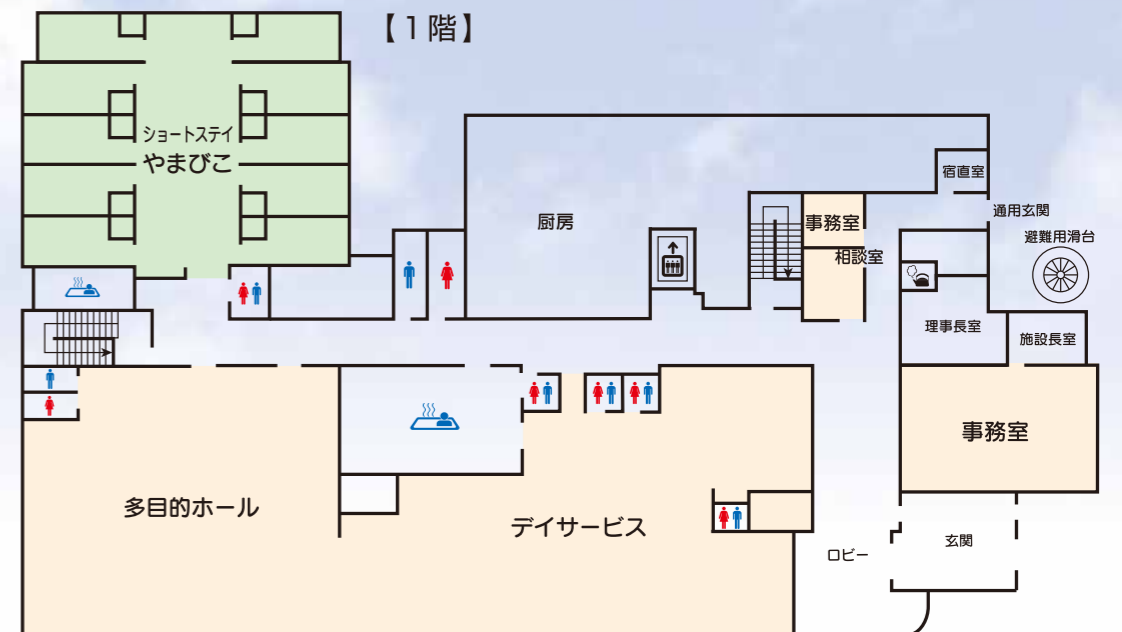 【1階】
ショートステイ
やまびこ
宿直室
厨房
事務室
通用玄関
避難用滑台
相談室
理事長室
施設長室
事務室
多目的ホール
デイサービス
ロビー
玄関